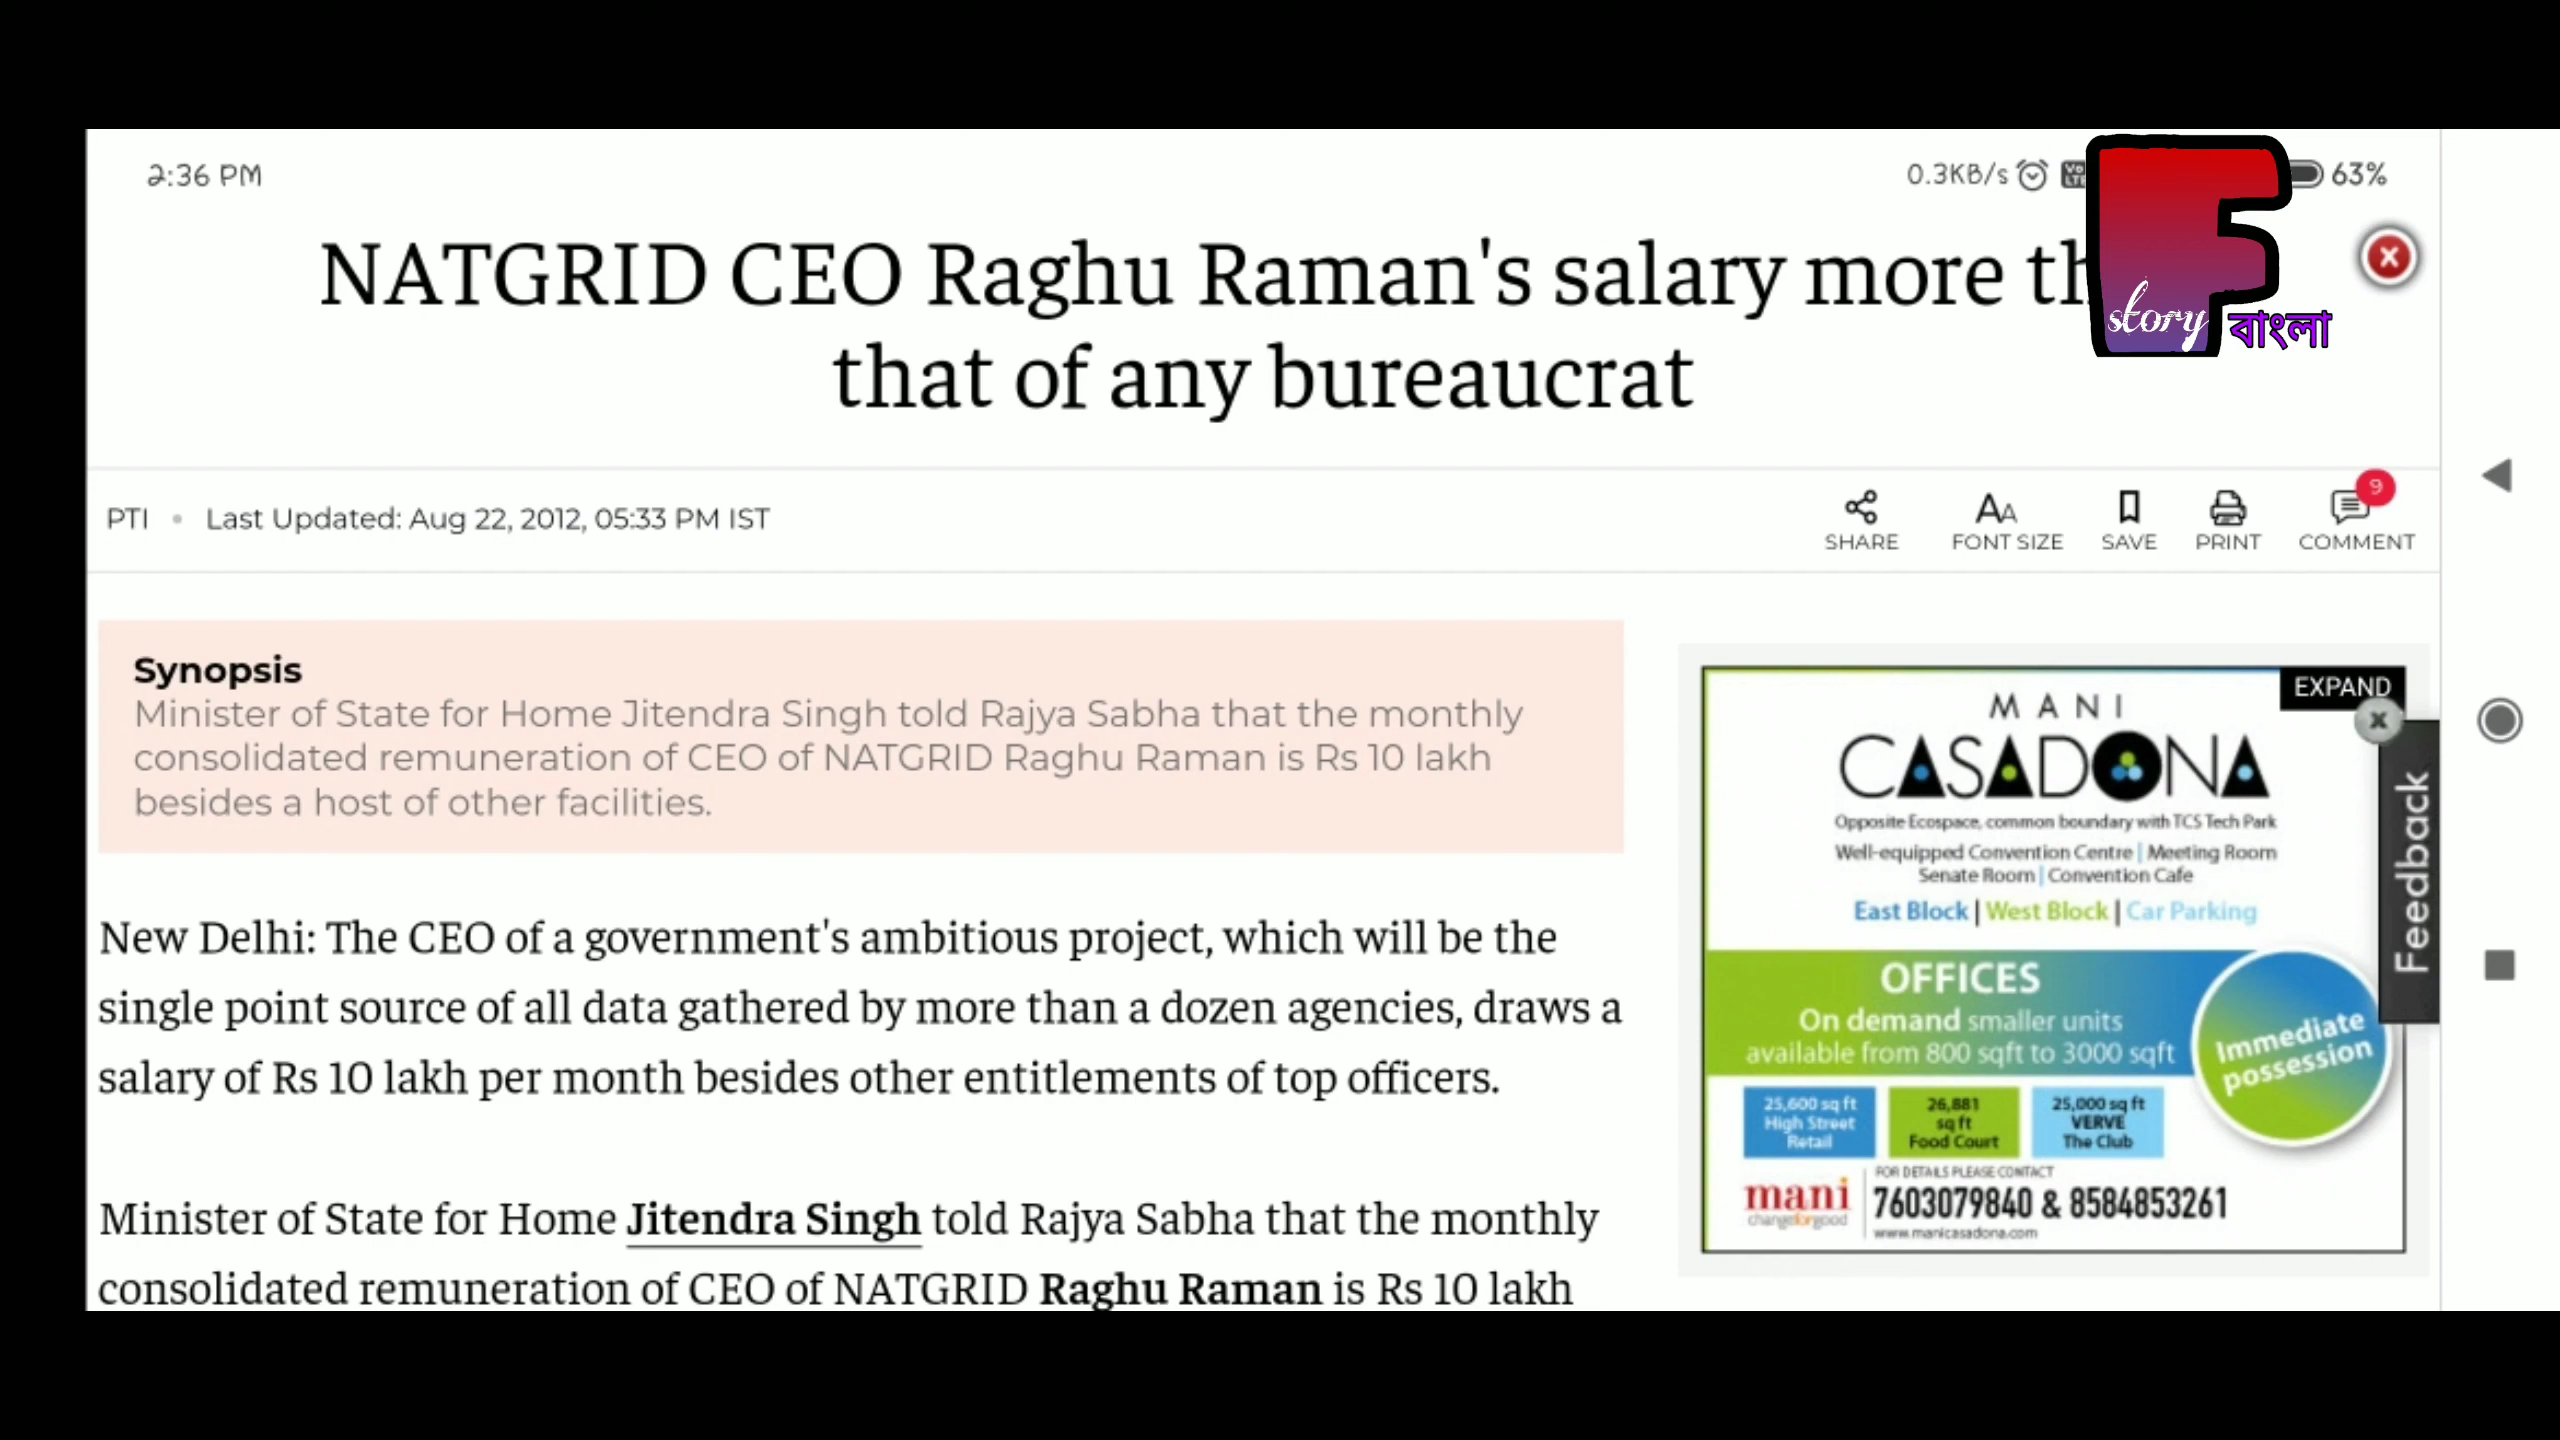 2:36 PM
0.3KB/s
63%
NATGRID CEO Raghu Raman's salary more th
that of any bureaucrat
story বাংলা
PTI • Last Updated: Aug 22, 2012, 05:33 PM IST
SHARE
FONT SIZE
SAVE
PRINT
9
COMMENT
Synopsis
Minister of State for Home Jitendra Singh told Rajya Sabha that the monthly
consolidated remuneration of CEO of NATGRID Raghu Raman is Rs 10 lakh
besides a host of other facilities.
New Delhi: The CEO of a government's ambitious project, which will be the
single point source of all data gathered by more than a dozen agencies, draws a
salary of Rs 10 lakh per month besides other entitlements of top officers.
Minister of State for Home Jitendra Singh told Rajya Sabha that the monthly
consolidated remuneration of CEO of NATGRID Raghu Raman is Rs 10 lakh
EXPAND
MANI
CASADONA
Opposite Ecospace, common boundary with TCS Tech Park
Well-equipped Convention Centre | Meeting Room
Senate Room | Convention Cafe
East Block | West Block | Car Parking
OFFICES
On demand smaller units
available from 800 sqft to 3000 sqft
Immediate
possession
25,600 sq ft
High Street
Retail
26,881
sq ft
Food Court
25,000 sq ft
VERVE
The Club
mani
changeforgood
FOR DETAILS PLEASE CONTACT
7603079840 & 8584853261
www.manicasadona.com
Feedback